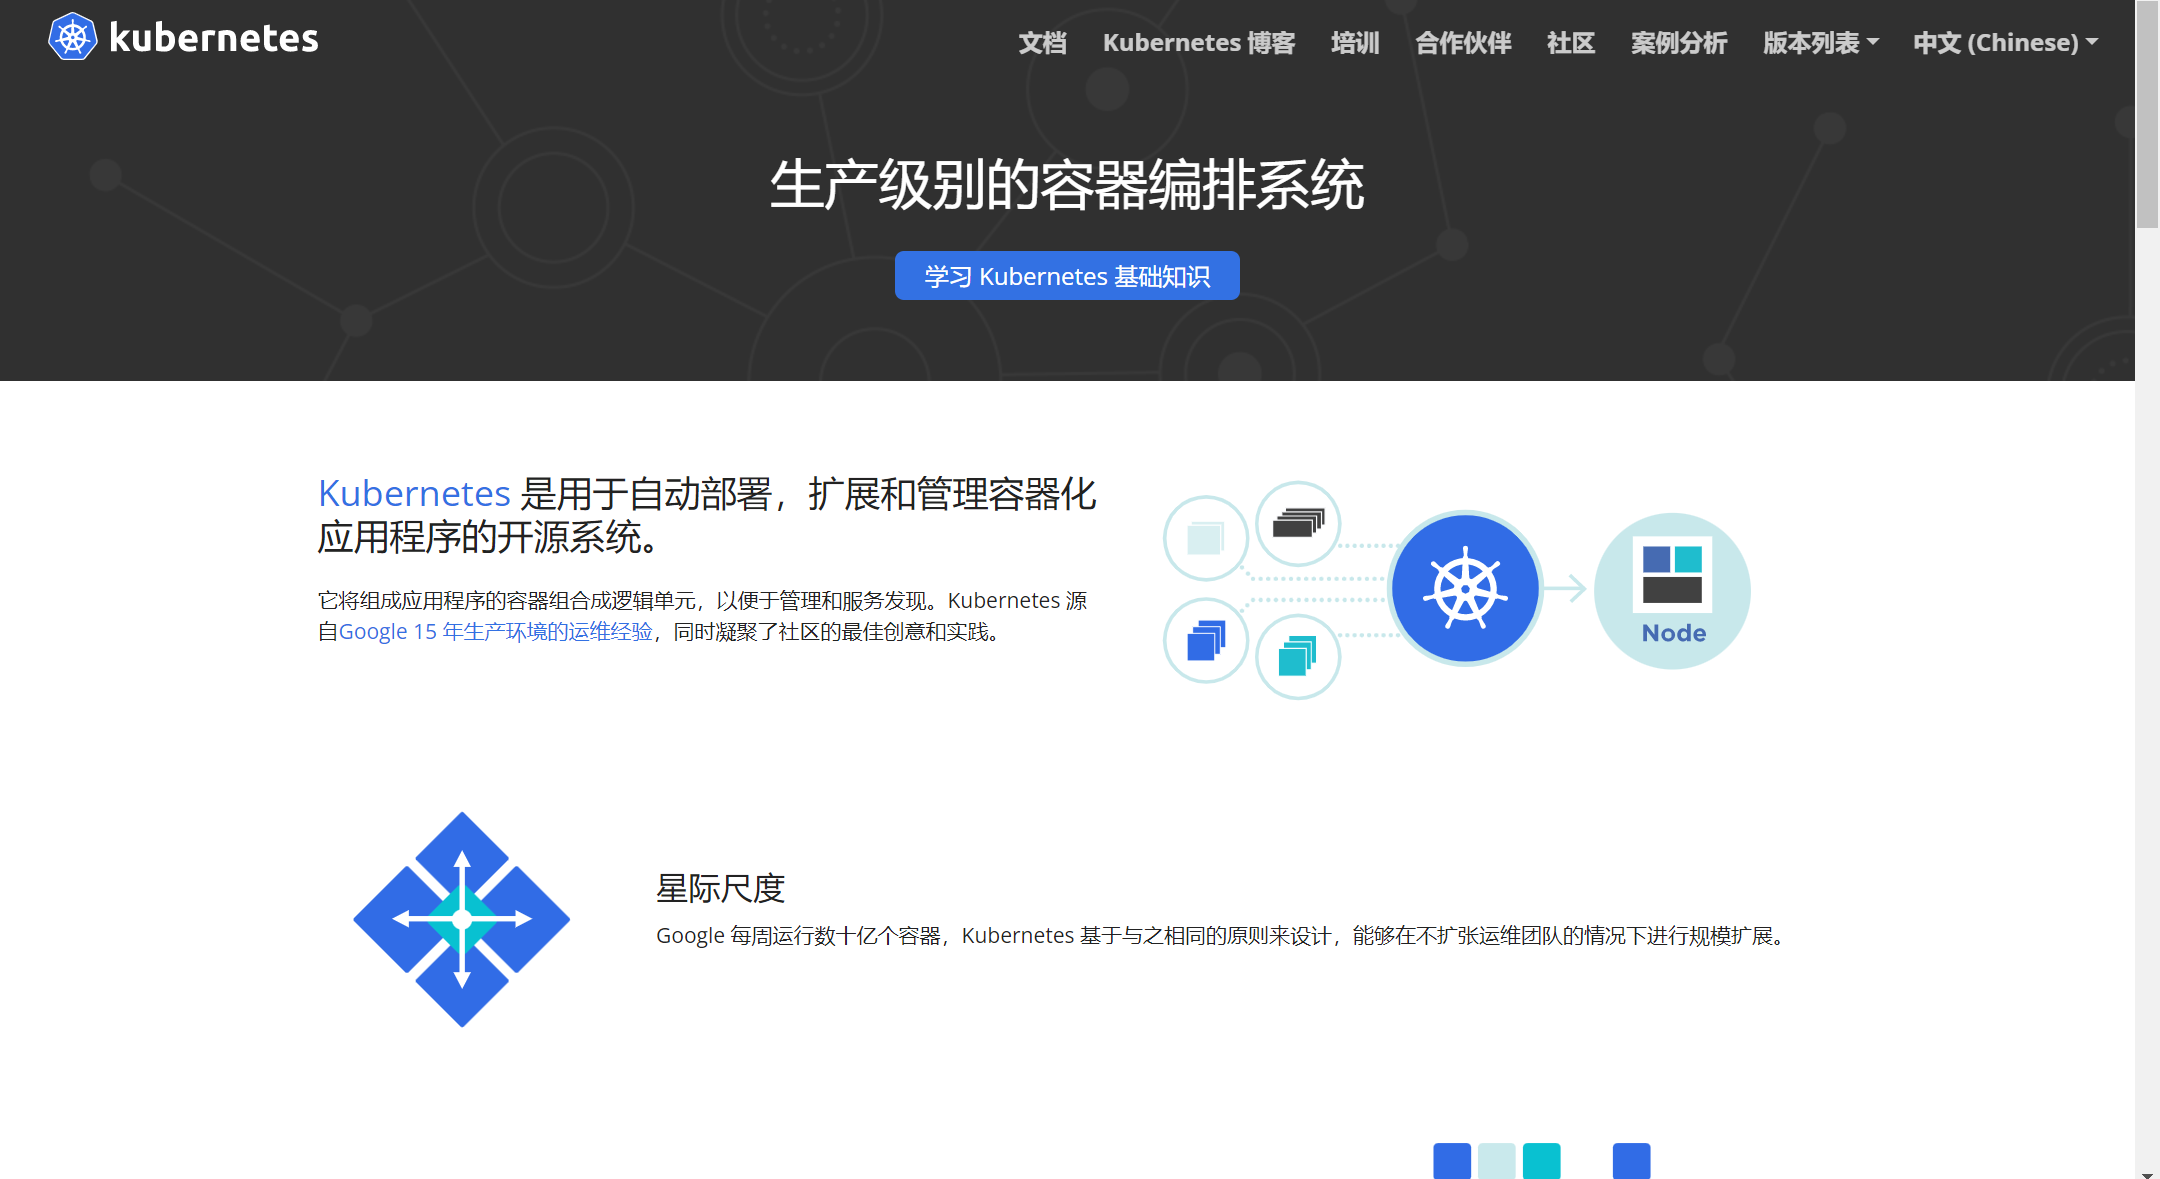 kubernetes
文档 Kubernetes 博客 培训 合作伙伴 社区 案例分析 版本列表 中文 (Chinese)
生产级别的容器编排系统
学习 Kubernetes 基础知识
Kubernetes 是用于自动部署，扩展和管理容器化
应用程序的开源系统。
它将组成应用程序的容器组合成逻辑单元，以便于管理和服务发现。Kubernetes 源
自Google 15 年生产环境的运维经验，同时凝聚了社区的最佳创意和实践。
Node
星际尺度
Google 每周运行数十亿个容器，Kubernetes 基于与之相同的原则来设计，能够在不扩张运维团队的情况下进行规模扩展。